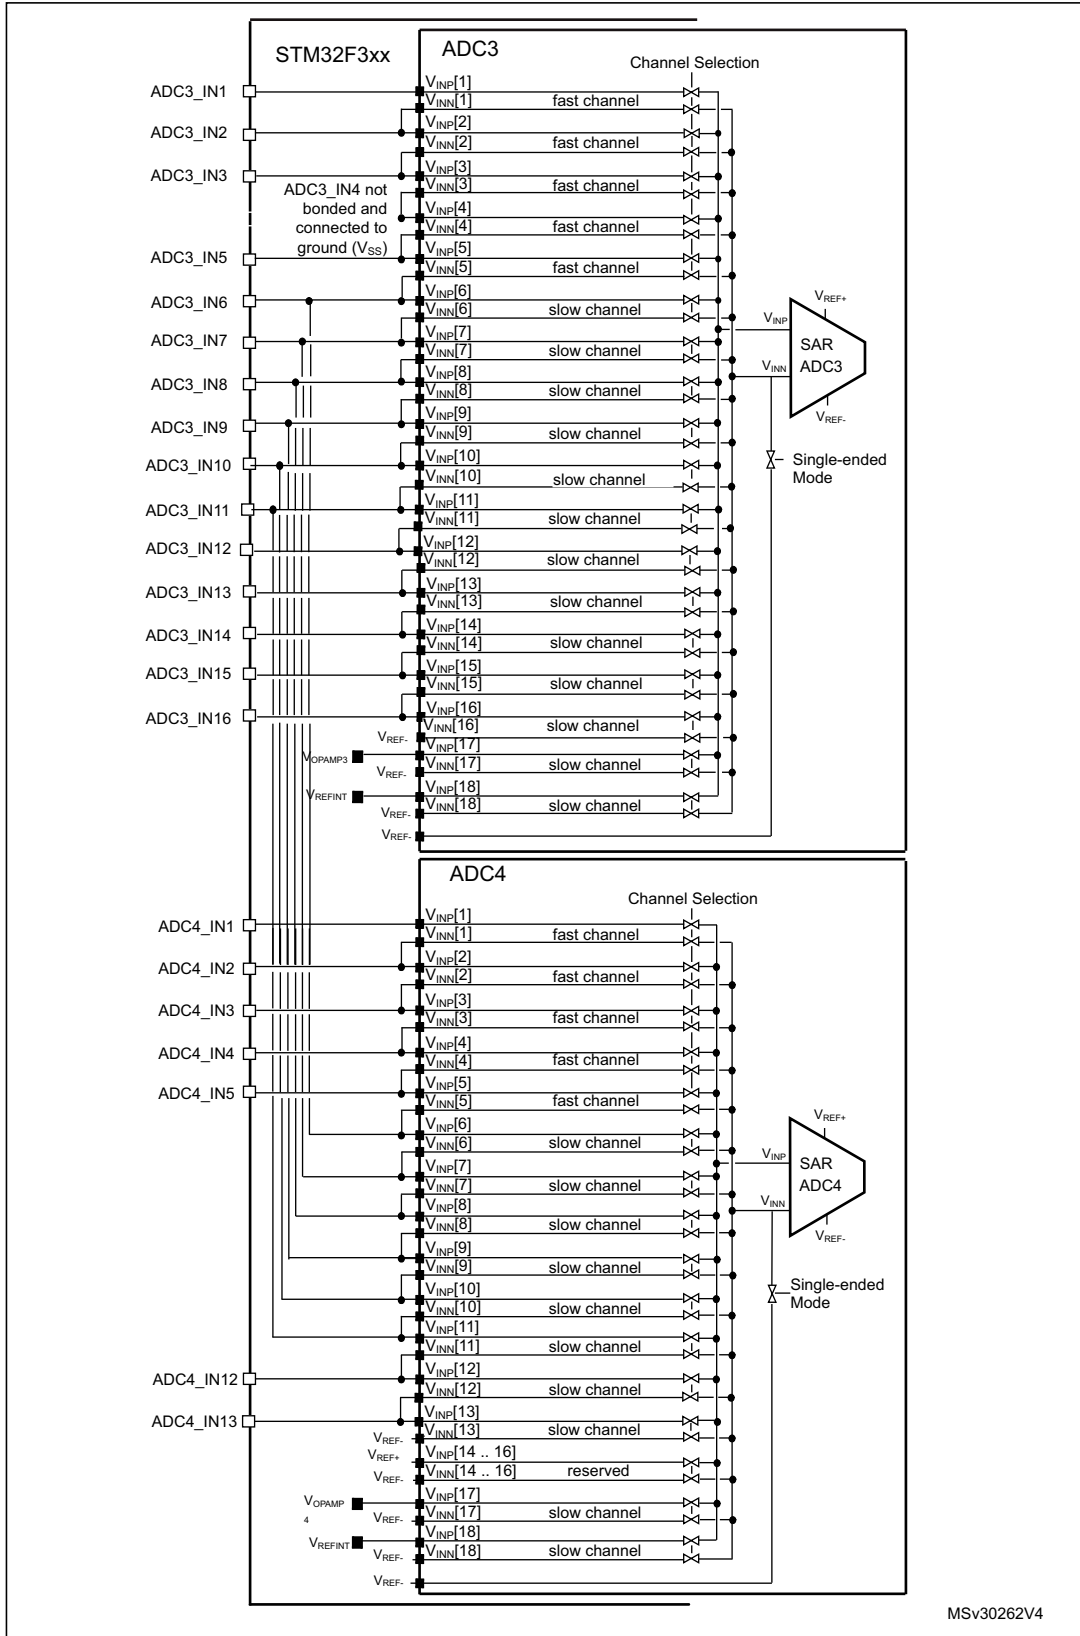 STM32F3xx
ADC3
Channel Selection
ADC3_IN1
VINP[1]
VINN[1]
fast channel
ADC3_IN2
VINP[2]
VINN[2]
fast channel
ADC3_IN3
VINP[3]
VINN[3]
fast channel
ADC3_IN4 not
bonded and
connected to
ground (VSS)
VINP[4]
VINN[4]
fast channel
ADC3_IN5
VINP[5]
VINN[5]
fast channel
ADC3_IN6
VINP[6]
VINN[6]
slow channel
ADC3_IN7
VINP[7]
VINN[7]
slow channel
ADC3_IN8
VINP[8]
VINN[8]
slow channel
ADC3_IN9
VINP[9]
VINN[9]
slow channel
ADC3_IN10
VINP[10]
VINN[10]
slow channel
ADC3_IN11
VINP[11]
VINN[11]
slow channel
ADC3_IN12
VINP[12]
VINN[12]
slow channel
ADC3_IN13
VINP[13]
VINN[13]
slow channel
ADC3_IN14
VINP[14]
VINN[14]
slow channel
ADC3_IN15
VINP[15]
VINN[15]
slow channel
ADC3_IN16
VINP[16]
VINN[16]
slow channel
VREF-
VOPAMP3
VINP[17]
VINN[17]
slow channel
VREF-
VREFINT
VINP[18]
VINN[18]
slow channel
VREF-
VREF-
VREF+
VINP
SAR
ADC3
VINN
VREF-
Single-ended
Mode
ADC4
Channel Selection
ADC4_IN1
VINP[1]
VINN[1]
fast channel
ADC4_IN2
VINP[2]
VINN[2]
fast channel
ADC4_IN3
VINP[3]
VINN[3]
fast channel
ADC4_IN4
VINP[4]
VINN[4]
fast channel
ADC4_IN5
VINP[5]
VINN[5]
fast channel
VINP[6]
VINN[6]
slow channel
VINP[7]
VINN[7]
slow channel
VINP[8]
VINN[8]
slow channel
VINP[9]
VINN[9]
slow channel
VINP[10]
VINN[10]
slow channel
VINP[11]
VINN[11]
slow channel
ADC4_IN12
VINP[12]
VINN[12]
slow channel
ADC4_IN13
VINP[13]
VINN[13]
slow channel
VREF-
VREF+
VINP[14 .. 16]
VREF-
VINN[14 .. 16]
reserved
VOPAMP
4
VINP[17]
VREF-
VINN[17]
slow channel
VREFINT
VINP[18]
VREF-
VINN[18]
slow channel
VREF-
VREF+
VINP
SAR
ADC4
VINN
VREF-
Single-ended
Mode
MSv30262V4